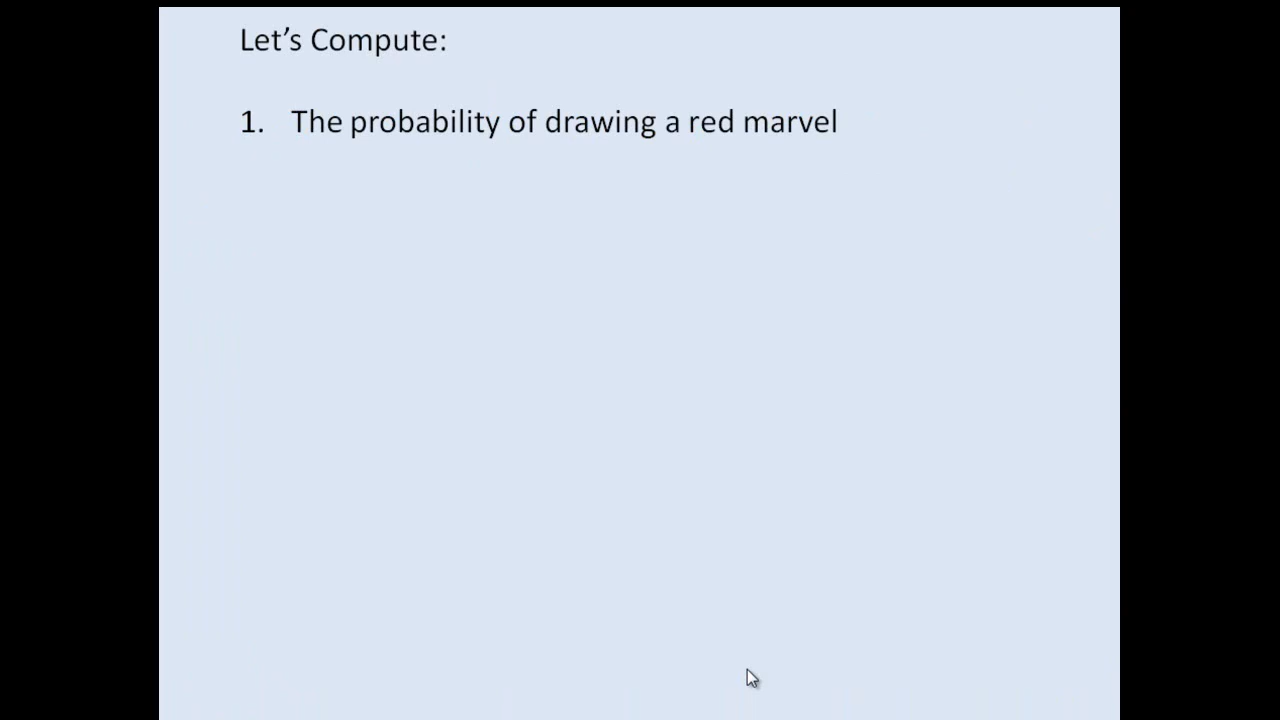 Let’s Compute:
1. The probability of drawing a red marvel